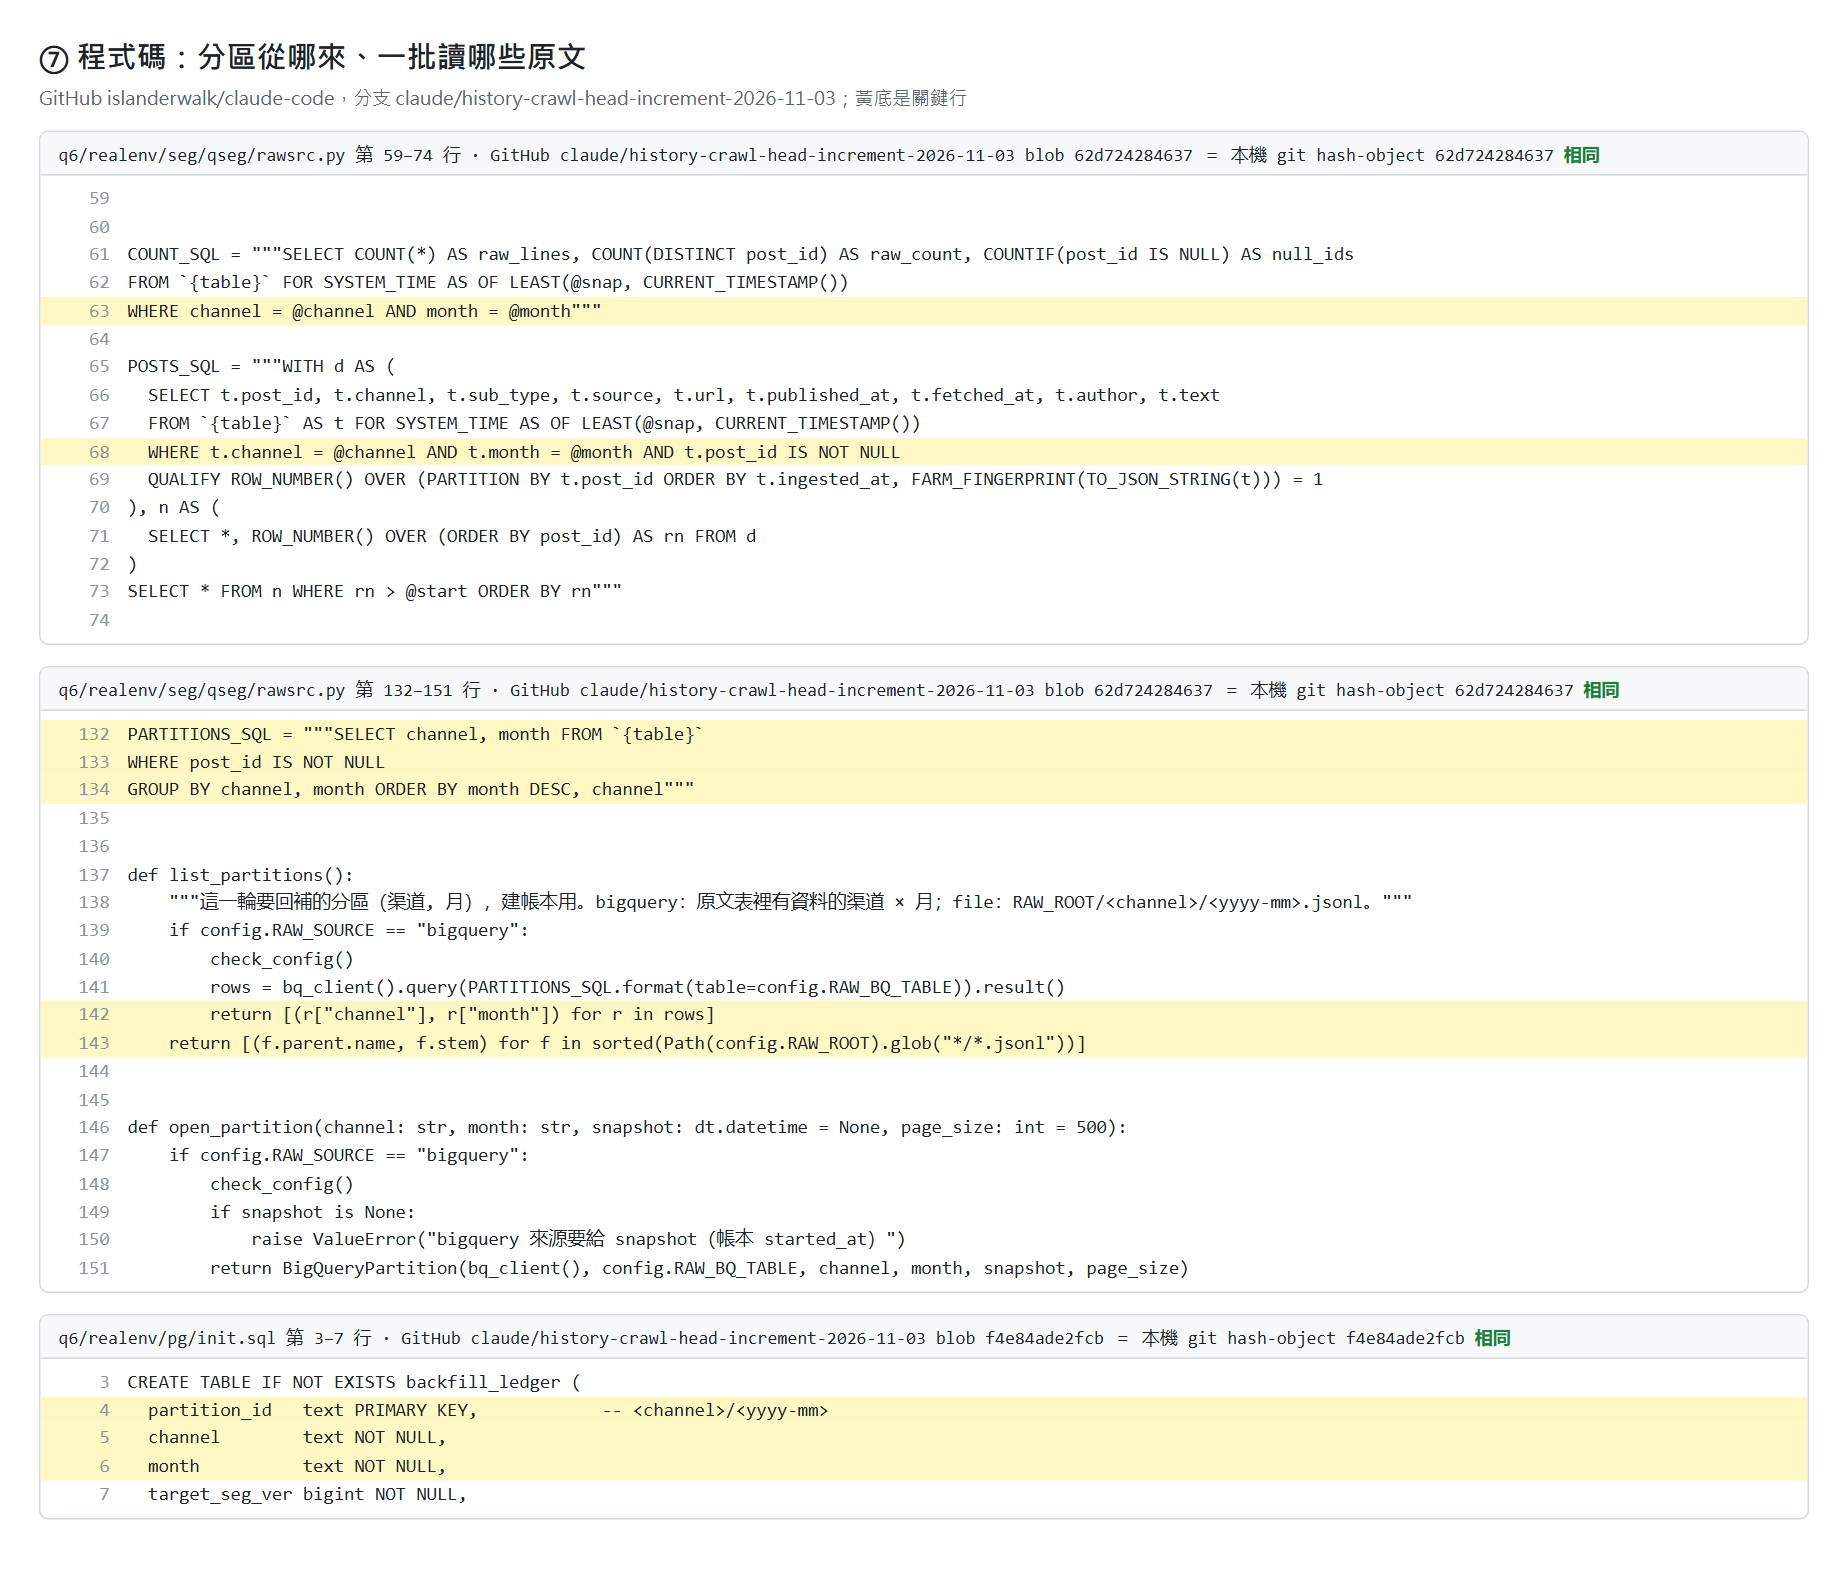 ⑦ 程式碼：分區從哪來、一批讀哪些原文
GitHub islanderwalk/claude-code，分支 claude/history-crawl-head-increment-2026-11-03；黃底是關鍵行
q6/realenv/seg/qseg/rawsrc.py 第 59–74 行 · GitHub claude/history-crawl-head-increment-2026-11-03 blob 62d724284637 = 本機 git hash-object 62d724284637 相同
59
60
61 COUNT_SQL = """SELECT COUNT(*) AS raw_lines, COUNT(DISTINCT post_id) AS raw_count, COUNTIF(post_id IS NULL) AS null_ids
62 FROM `{table}` FOR SYSTEM_TIME AS OF LEAST(@snap, CURRENT_TIMESTAMP())
63 WHERE channel = @channel AND month = @month"""
64
65 POSTS_SQL = """WITH d AS (
66   SELECT t.post_id, t.channel, t.sub_type, t.source, t.url, t.published_at, t.fetched_at, t.author, t.text
67   FROM `{table}` AS t FOR SYSTEM_TIME AS OF LEAST(@snap, CURRENT_TIMESTAMP())
68   WHERE t.channel = @channel AND t.month = @month AND t.post_id IS NOT NULL
69   QUALIFY ROW_NUMBER() OVER (PARTITION BY t.post_id ORDER BY t.ingested_at, FARM_FINGERPRINT(TO_JSON_STRING(t))) = 1
70 ), n AS (
71   SELECT *, ROW_NUMBER() OVER (ORDER BY post_id) AS rn FROM d
72 )
73 SELECT * FROM n WHERE rn > @start ORDER BY rn"""
74
q6/realenv/seg/qseg/rawsrc.py 第 132–151 行 · GitHub claude/history-crawl-head-increment-2026-11-03 blob 62d724284637 = 本機 git hash-object 62d724284637 相同
132 PARTITIONS_SQL = """SELECT channel, month FROM `{table}`
133 WHERE post_id IS NOT NULL
134 GROUP BY channel, month ORDER BY month DESC, channel"""
135
136
137 def list_partitions():
138     """這一輪要回補的分區（渠道, 月）, 建帳本用。bigquery: 原文表裡有資料的渠道 × 月; file: RAW_ROOT/<channel>/<yyyy-mm>.jsonl。"""
139     if config.RAW_SOURCE == "bigquery":
140         check_config()
141         rows = bq_client().query(PARTITIONS_SQL.format(table=config.RAW_BQ_TABLE)).result()
142         return [(r["channel"], r["month"]) for r in rows]
143     return [(f.parent.name, f.stem) for f in sorted(Path(config.RAW_ROOT).glob("*/*.jsonl"))]
144
145
146 def open_partition(channel: str, month: str, snapshot: dt.datetime = None, page_size: int = 500):
147     if config.RAW_SOURCE == "bigquery":
148         check_config()
149         if snapshot is None:
150             raise ValueError("bigquery 來源要給 snapshot（帳本 started_at）")
151         return BigQueryPartition(bq_client(), config.RAW_BQ_TABLE, channel, month, snapshot, page_size)
q6/realenv/pg/init.sql 第 3–7 行 · GitHub claude/history-crawl-head-increment-2026-11-03 blob f4e84ade2fcb = 本機 git hash-object f4e84ade2fcb 相同
3 CREATE TABLE IF NOT EXISTS backfill_ledger (
4   partition_id   text PRIMARY KEY,            -- <channel>/<yyyy-mm>
5   channel        text NOT NULL,
6   month          text NOT NULL,
7   target_seg_ver bigint NOT NULL,